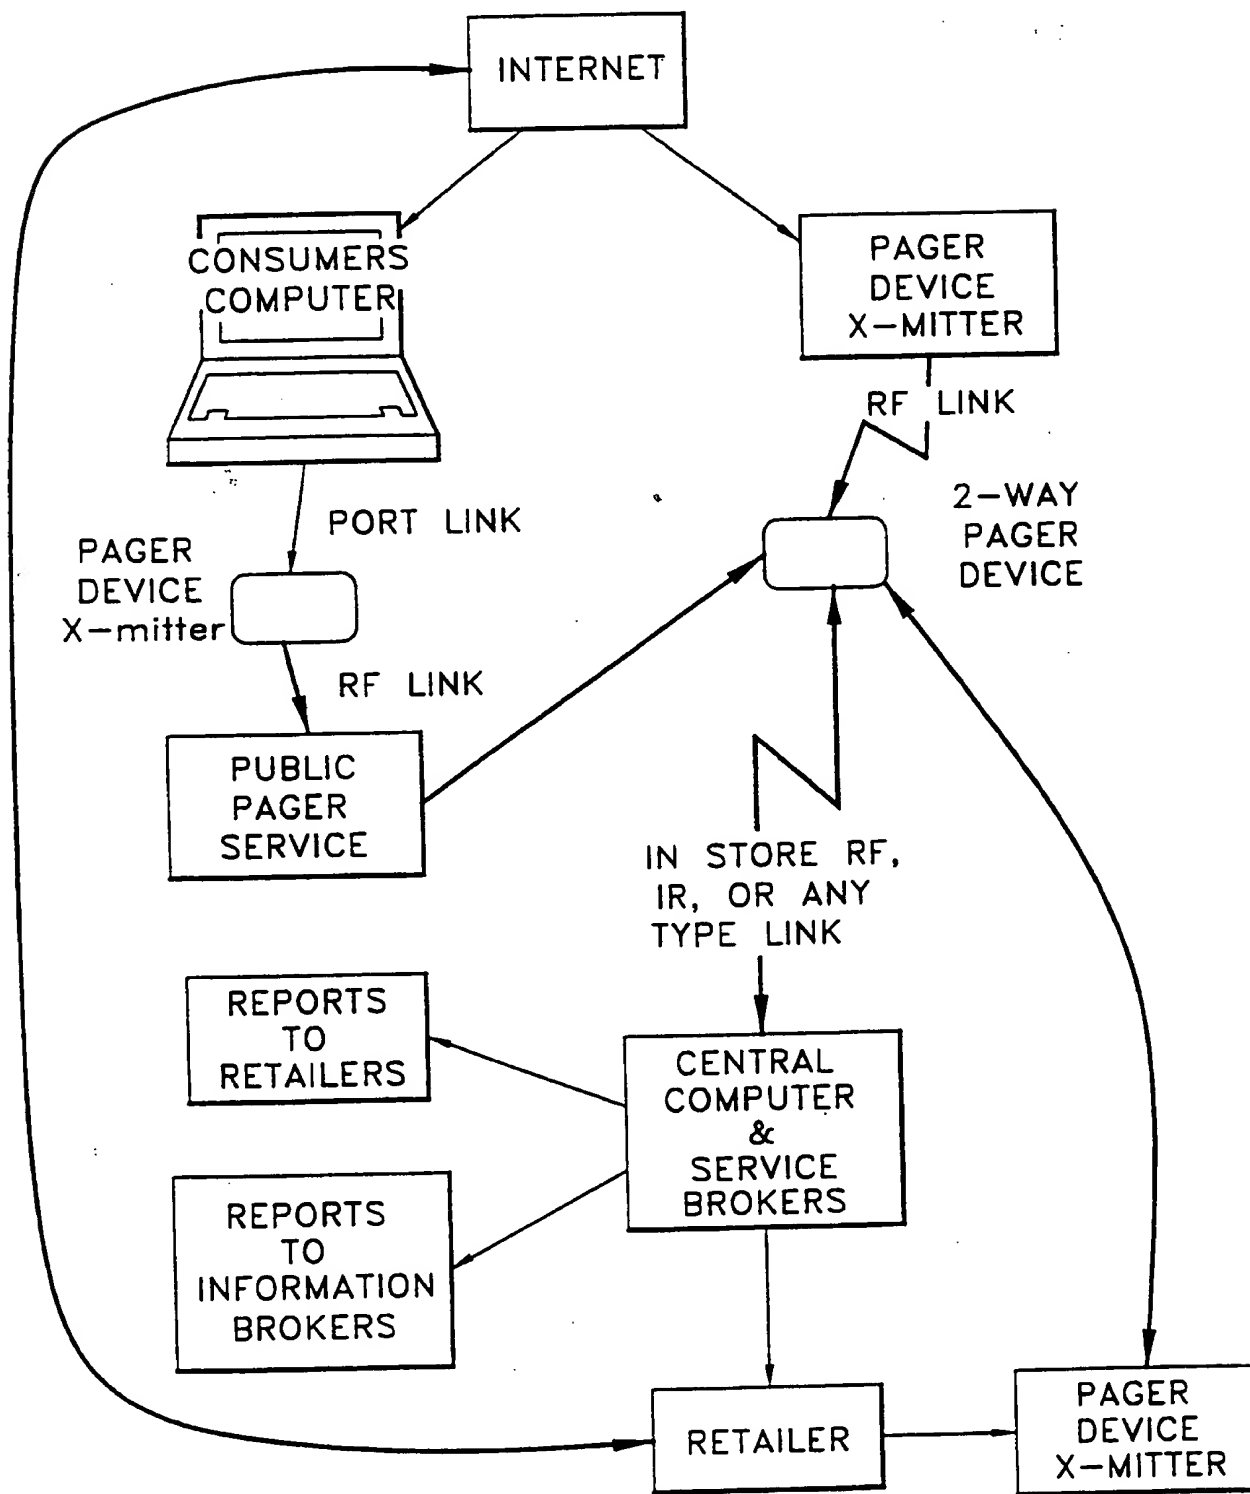 INTERNET
CONSUMERS
COMPUTER
PAGER
DEVICE
X-MITTER
RF LINK
PORT LINK
2-WAY
PAGER
DEVICE
PAGER
DEVICE
X-mitter
RF LINK
PUBLIC
PAGER
SERVICE
IN STORE RF,
IR, OR ANY
TYPE LINK
REPORTS
TO
RETAILERS
CENTRAL
COMPUTER
&
SERVICE
BROKERS
REPORTS
TO
INFORMATION
BROKERS
RETAILER
PAGER
DEVICE
X-MITTER